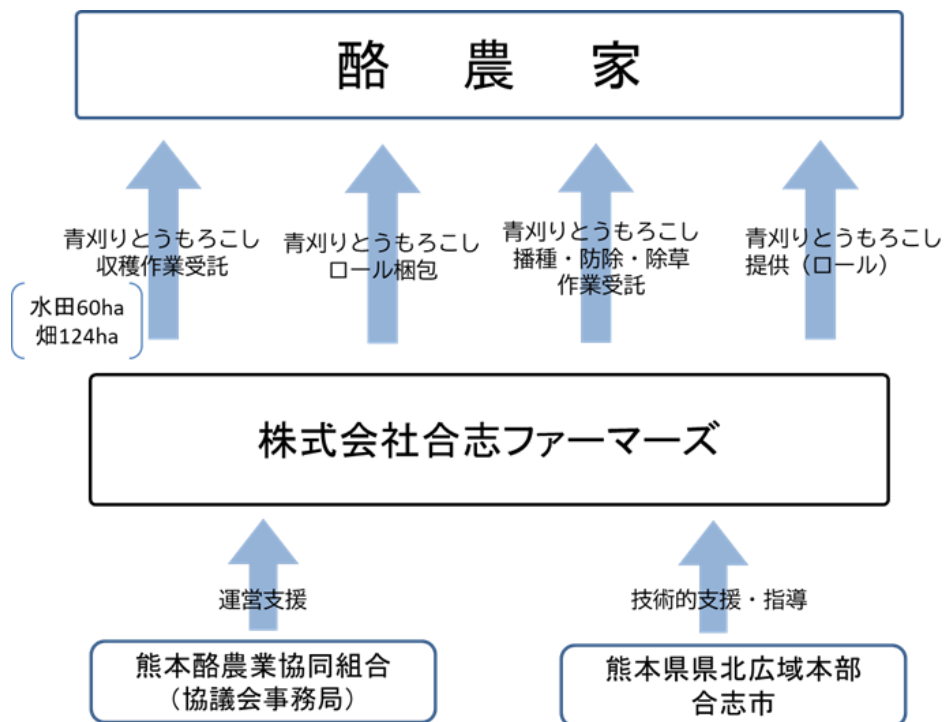 酪農家
青刈りとうもろこし
収穫作業受託
水田60ha
畑124ha
青刈りとうもろこし
ロール梱包
青刈りとうもろこし
播種・防除・除草
作業受託
青刈りとうもろこし
提供（ロール）
株式会社合志ファーマーズ
運営支援
技術的支援・指導
熊本酪農業協同組合
（協議会事務局）
熊本県県北広域本部
合志市